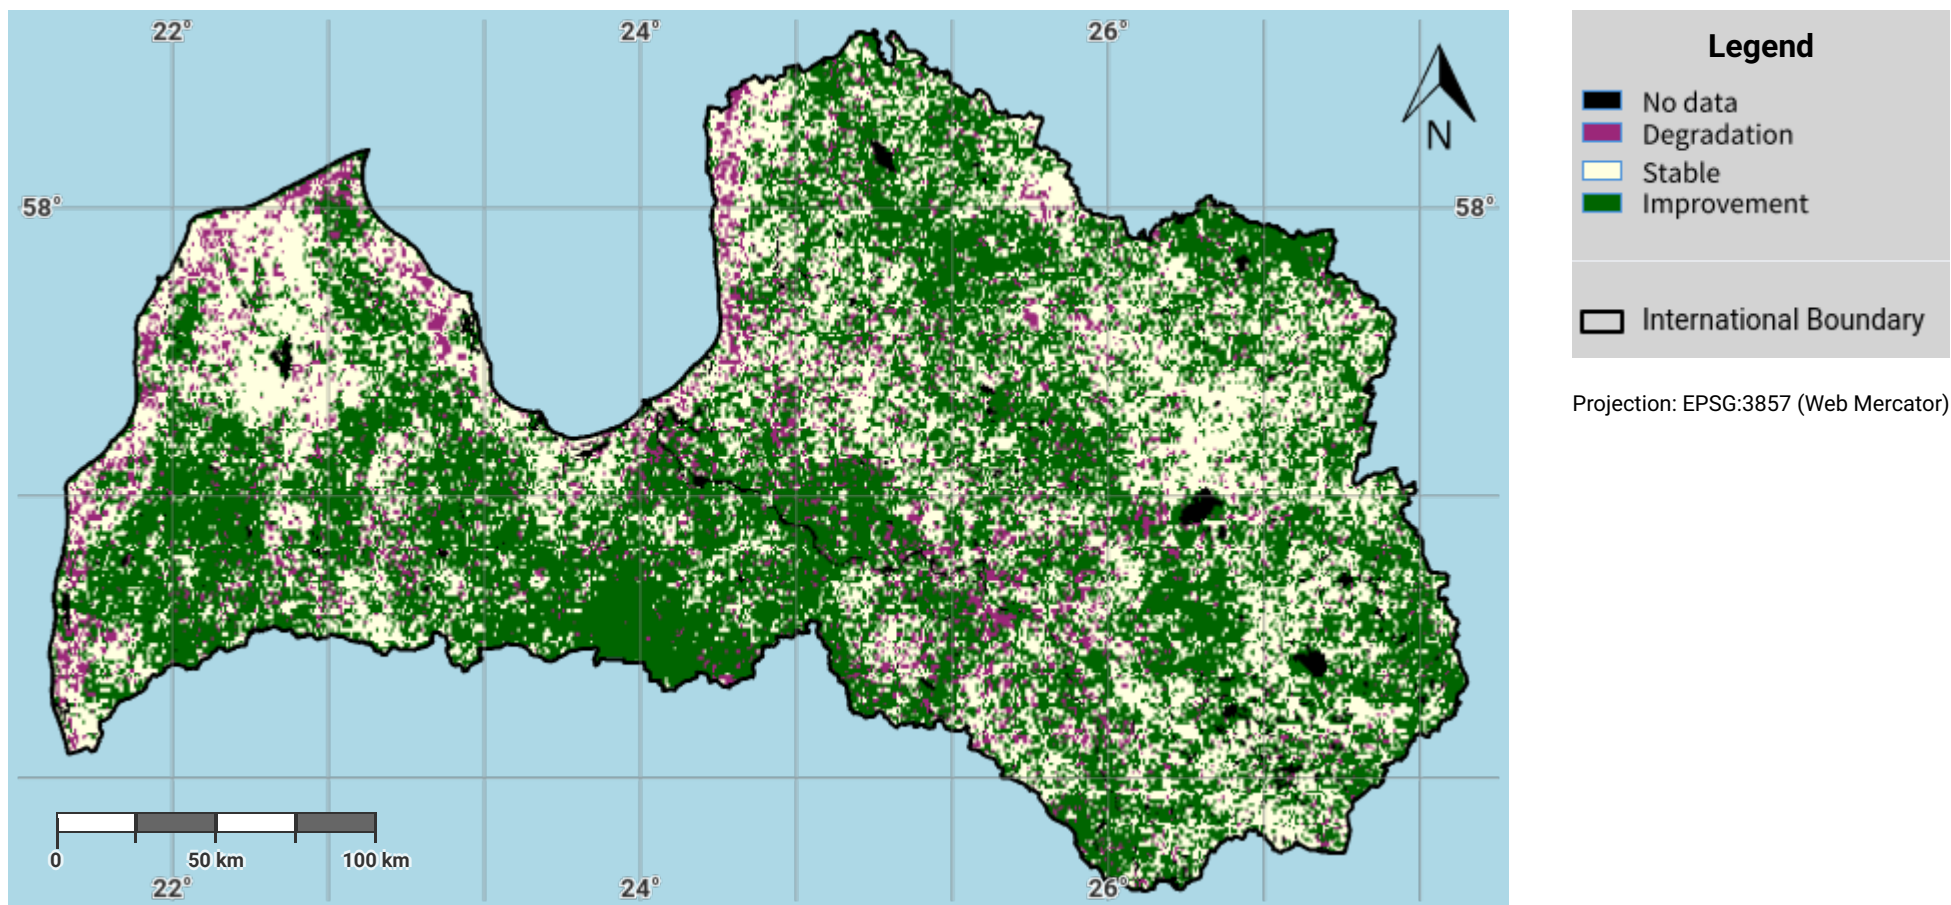 22° 24° 26°
N
58° 58°
0 50 km 100 km
22° 24° 26°
Legend
No data
Degradation
Stable
Improvement
International Boundary
Projection: EPSG:3857 (Web Mercator)